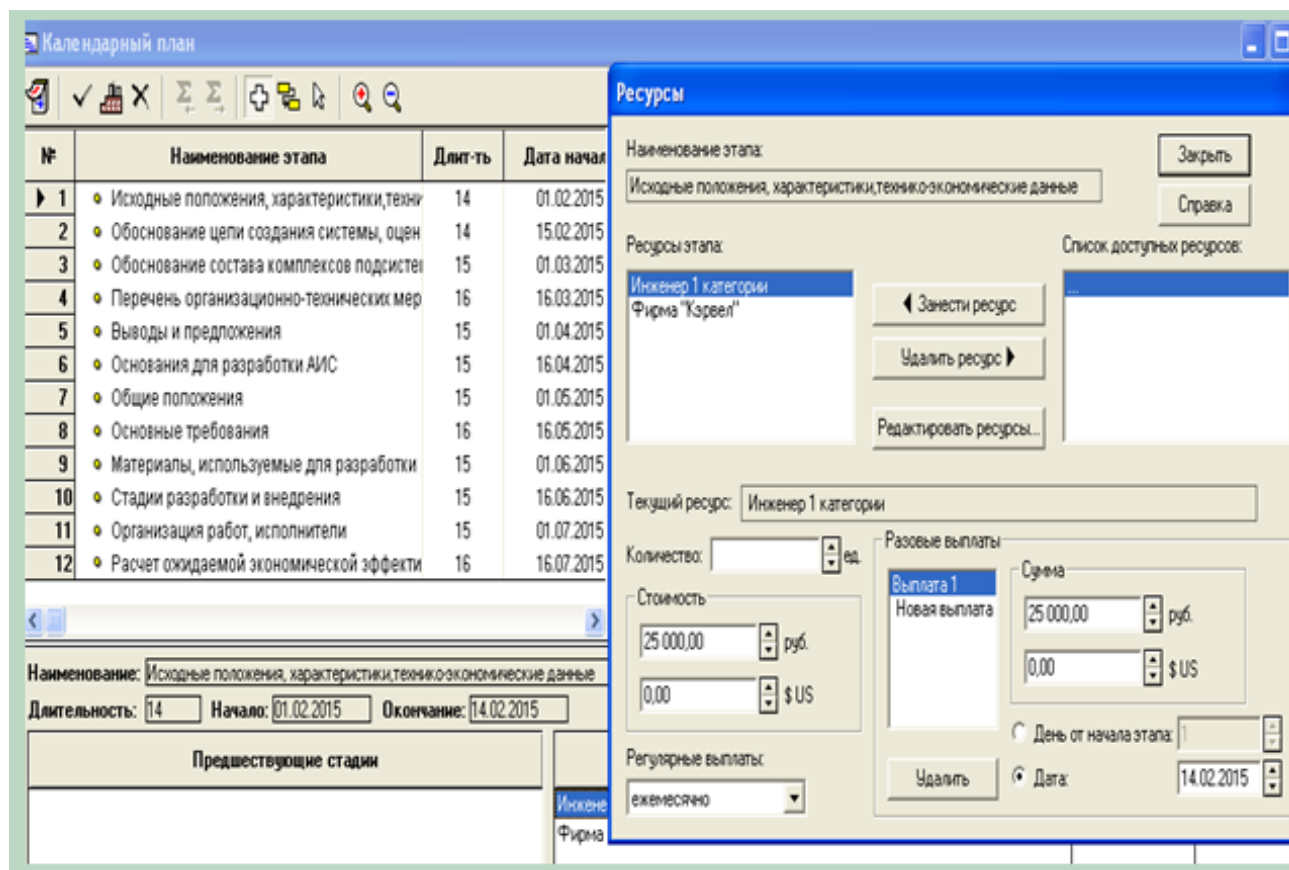 Календарный план
№ Наименование этапа Длит-ть Дата начал
1 Исходные положения, характеристики,техни 14 01.02.2015
2 Обоснование цели создания системы, оцен 14 15.02.2015
3 Обоснование состава комплексов подсистем 15 01.03.2015
4 Перечень организационно-технических мер 16 16.03.2015
5 Выводы и предложения 15 01.04.2015
6 Основания для разработки АИС 15 16.04.2015
7 Общие положения 15 01.05.2015
8 Основные требования 16 16.05.2015
9 Материалы, используемые для разработки 15 01.06.2015
10 Стадии разработки и внедрения 15 16.06.2015
11 Организация работ, исполнители 15 01.07.2015
12 Расчет ожидаемой экономической эффекти 16 16.07.2015
Наименование: Исходные положения, характеристики,технико-экономические данные
Длительность: 14 Начало: 01.02.2015 Окончание: 14.02.2015
Предшествующие стадии
Инжене
Фирма
Ресурсы
Наименование этапа:
Закрыть
Исходные положения, характеристики,технико-экономические данные
Справка
Ресурсы этапа:
Список доступных ресурсов:
Инженер 1 категории
...
Фирма "Кэрвел"
Занести ресурс
Удалить ресурс
Редактировать ресурсы...
Текущий ресурс: Инженер 1 категории
Количество: ед.
Стоимость
25 000,00 руб.
0,00 $ US
Регулярные выплаты:
ежемесячно
Разовые выплаты
Выплата 1
Новая выплата
Удалить
Сумма
25 000,00 руб.
0,00 $ US
День от начала этапа: 1
Дата: 14.02.2015